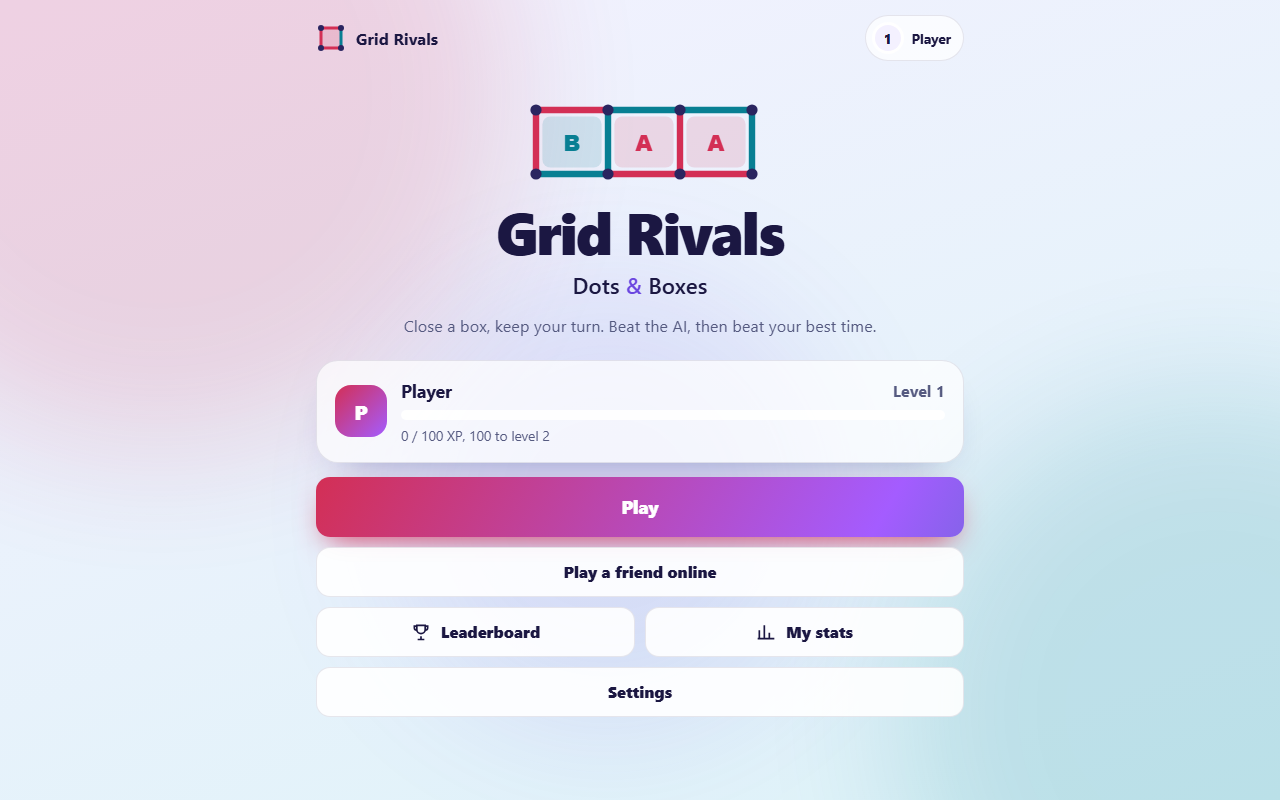 Grid Rivals
1 Player
B A A
Grid Rivals
Dots & Boxes
Close a box, keep your turn. Beat the AI, then beat your best time.
P
Player
Level 1
0 / 100 XP, 100 to level 2
Play
Play a friend online
Leaderboard
My stats
Settings